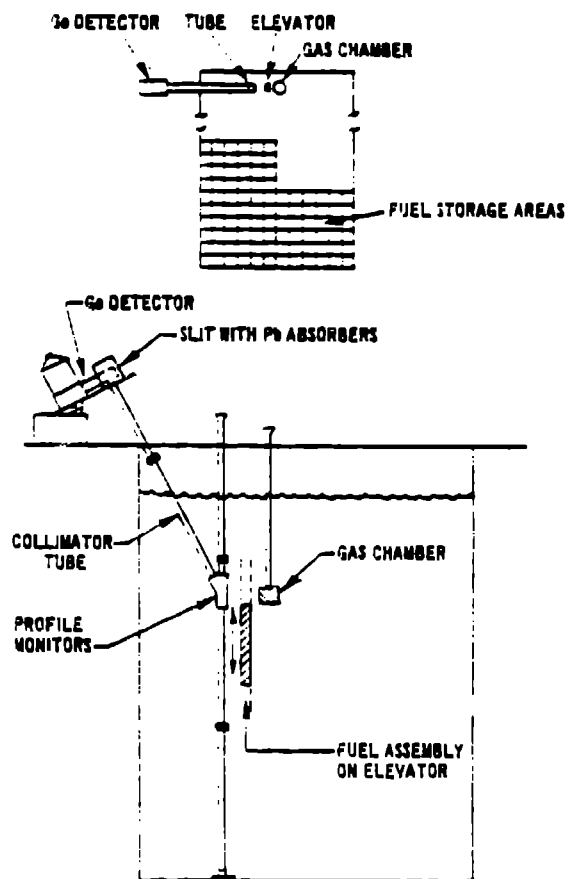 Ge DETECTOR TUBE ELEVATOR
GAS CHAMBER
FUEL STORAGE AREAS
Ge DETECTOR
SLIT WITH Pb ABSORBERS
COLLIMATOR
TUBE
GAS CHAMBER
PROFILE
MONITORS
FUEL ASSEMBLY
ON ELEVATOR